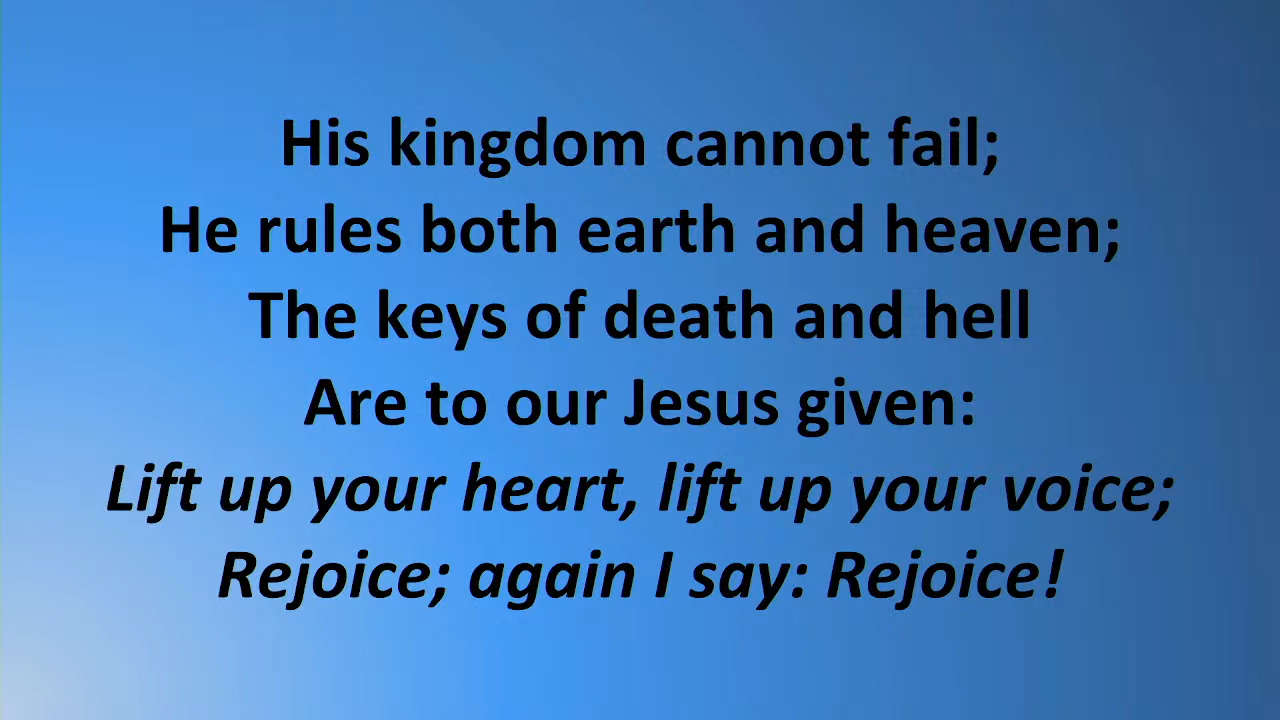 His kingdom cannot fail;
He rules both earth and heaven;
The keys of death and hell
Are to our Jesus given:
Lift up your heart, lift up your voice;
Rejoice; again I say: Rejoice!